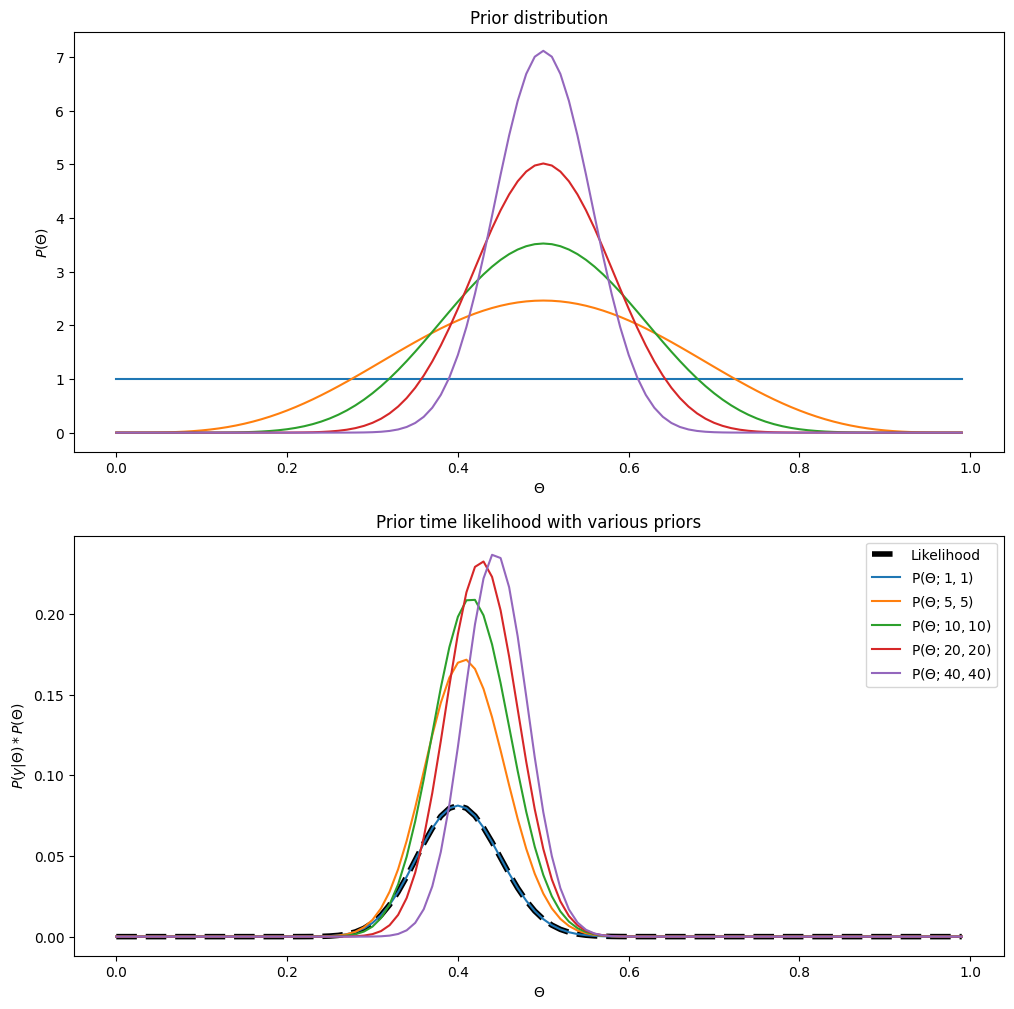 Prior distribution
7
6
5
4
3
2
1
0
P(Θ)
0.0 0.2 0.4 0.6 0.8 1.0
Θ
Prior time likelihood with various priors
0.20
0.15
0.10
0.05
0.00
P(y|Θ) * P(Θ)
Likelihood
P(Θ; 1, 1)
P(Θ; 5, 5)
P(Θ; 10, 10)
P(Θ; 20, 20)
P(Θ; 40, 40)
0.0 0.2 0.4 0.6 0.8 1.0
Θ